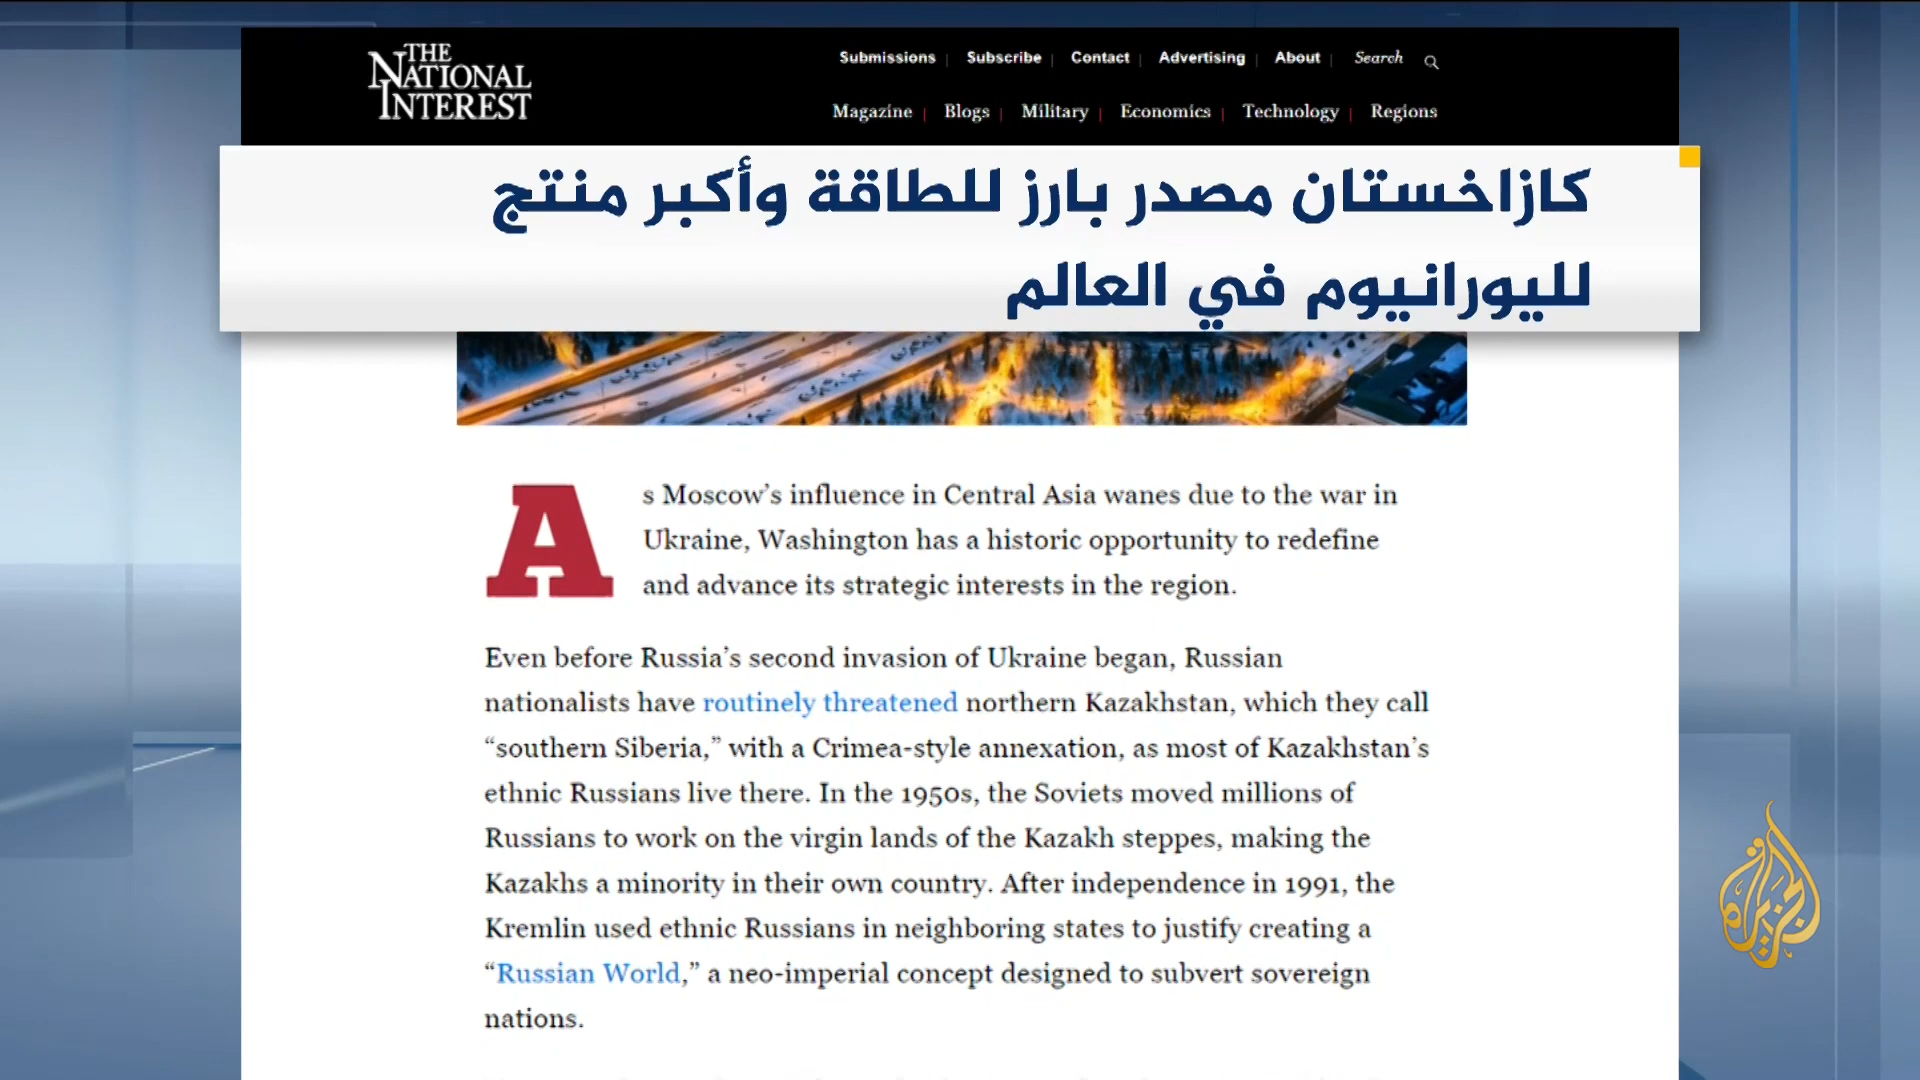 THE
NATIONAL
INTEREST
Submissions | Subscribe | Contact | Advertising | About | Search
Magazine | Blogs | Military | Economics | Technology | Regions
كازاخستان مصدر بارز للطاقة وأكبر منتج
لليورانيوم في العالم
As Moscow’s influence in Central Asia wanes due to the war in
Ukraine, Washington has a historic opportunity to redefine
and advance its strategic interests in the region.
Even before Russia’s second invasion of Ukraine began, Russian
nationalists have routinely threatened northern Kazakhstan, which they call
“southern Siberia,” with a Crimea-style annexation, as most of Kazakhstan’s
ethnic Russians live there. In the 1950s, the Soviets moved millions of
Russians to work on the virgin lands of the Kazakh steppes, making the
Kazakhs a minority in their own country. After independence in 1991, the
Kremlin used ethnic Russians in neighboring states to justify creating a
“Russian World,” a neo-imperial concept designed to subvert sovereign
nations.
الجزيرة